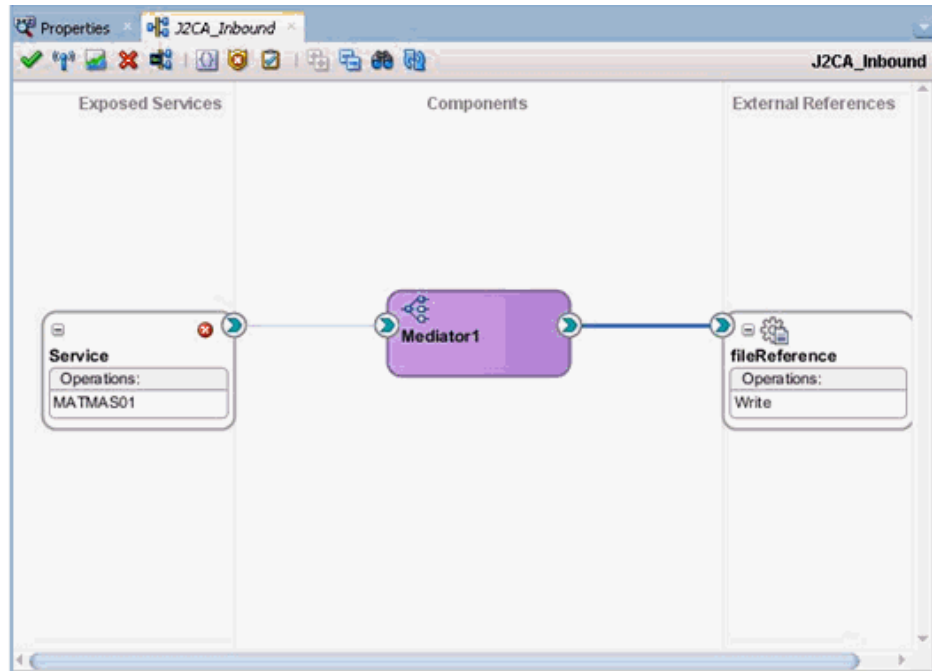 Properties J2CA_Inbound
J2CA_Inbound
Exposed Services Components External References
Mediator1
Service
Operations:
MATMAS01
fileReference
Operations:
Write